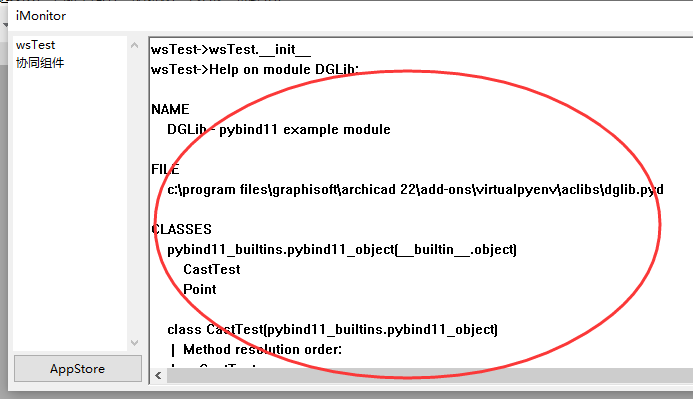 iMonitor
wsTest
协同组件
AppStore
wsTest->wsTest.__init__
wsTest->Help on module DGLib:
NAME
DGLib - pybind11 example module
FILE
c:\program files\graphisoft\archicad 22\add-ons\virtualpyenv\aclibs\dglib.pyd
CLASSES
pybind11_builtins.pybind11_object(__builtin__.object)
CastTest
Point
class CastTest(pybind11_builtins.pybind11_object)
| Method resolution order: